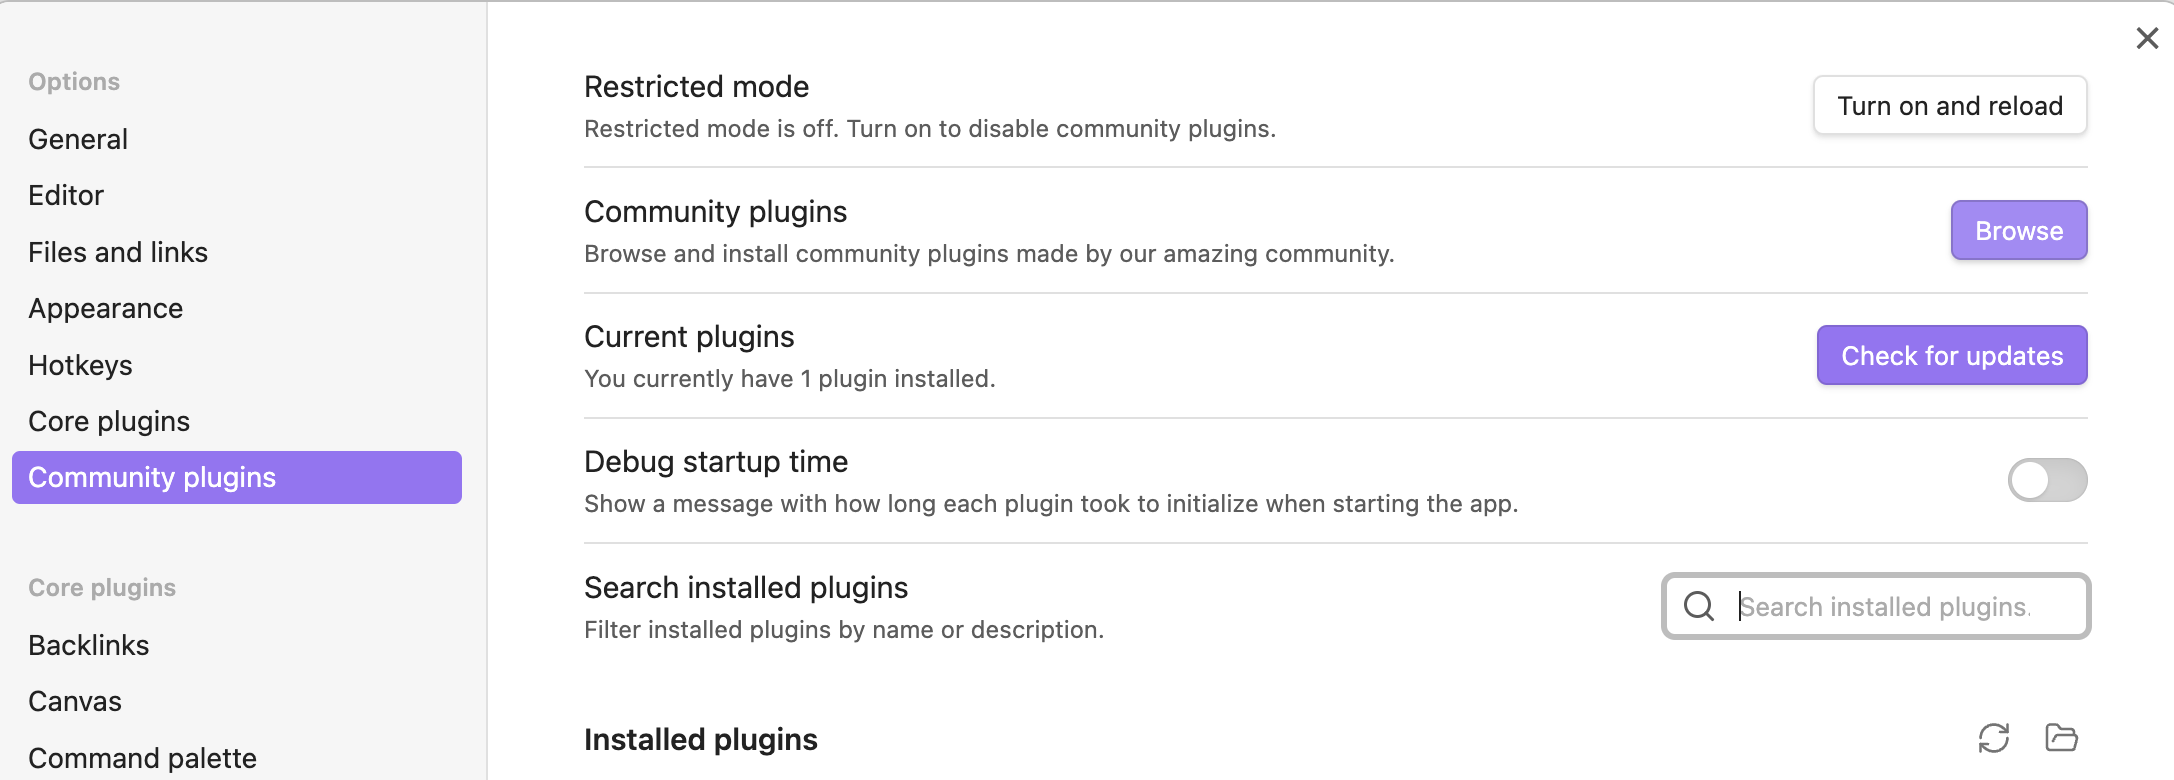 Options
General
Editor
Files and links
Appearance
Hotkeys
Core plugins
Community plugins
Core plugins
Backlinks
Canvas
Command palette
Restricted mode
Restricted mode is off. Turn on to disable community plugins.
Turn on and reload
Community plugins
Browse and install community plugins made by our amazing community.
Browse
Current plugins
You currently have 1 plugin installed.
Check for updates
Debug startup time
Show a message with how long each plugin took to initialize when starting the app.
Search installed plugins
Filter installed plugins by name or description.
Search installed plugins.
Installed plugins